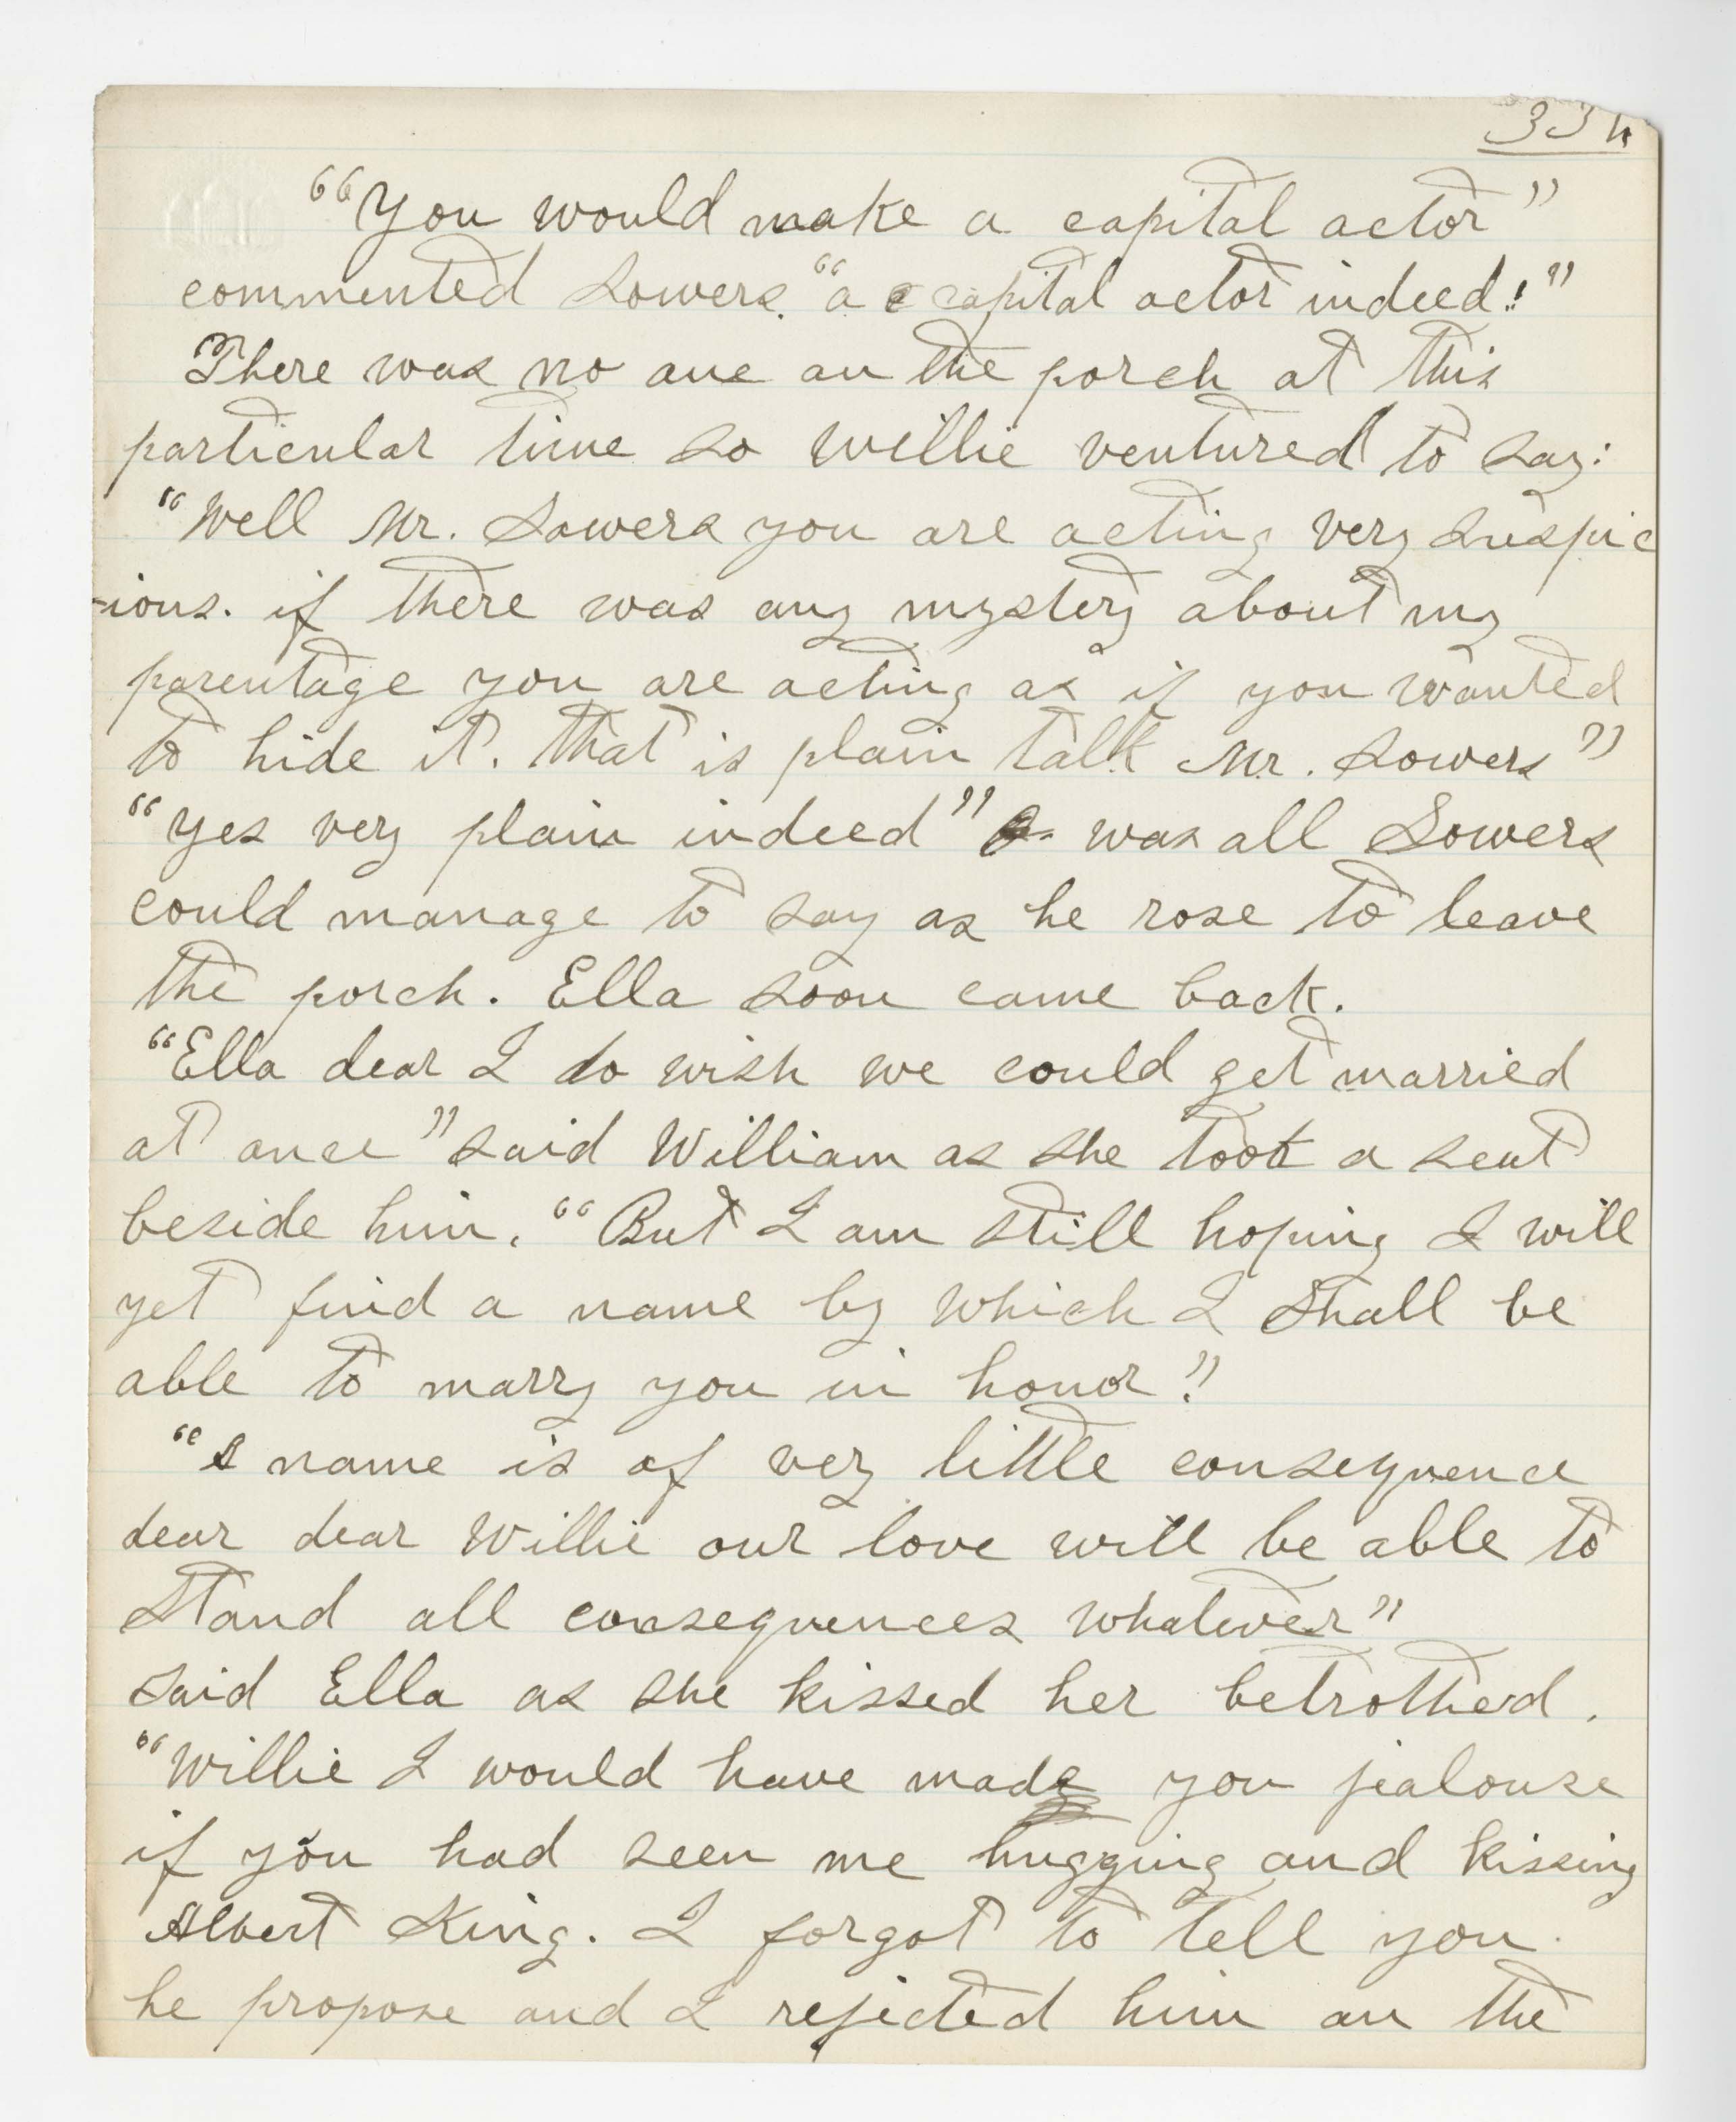 334
“You would make a capital actor”
commented Sowers. “a capital actor indeed!”
There was no one on the porch at this
particular time so Willie ventured to say:
“Well Mr. Sowers you are acting very suspic
-ious. if there was any mystery about my
parentage you are acting as if you wanted
to hide it. that is plain talk Mr. Sowers”
“yes very plain indeed” was all Sowers
could manage to say as he rose to leave
the porch. Ella soon came back.
“Ella dear I do wish we could get married
at once” said William as she took a seat
beside him. “But I am still hoping I will
yet find a name by which I shall be
able to marry you in honor”.
“A name is of very little consequence
dear dear Willie our love will be able to
stand all consequences whatever”
said Ella as she kissed her betrotherd.
“Willie I would have made you jealouse
if you had seen me hugging and kissing
Albert King. I forgot to tell you.
he propose and I rejected him on the